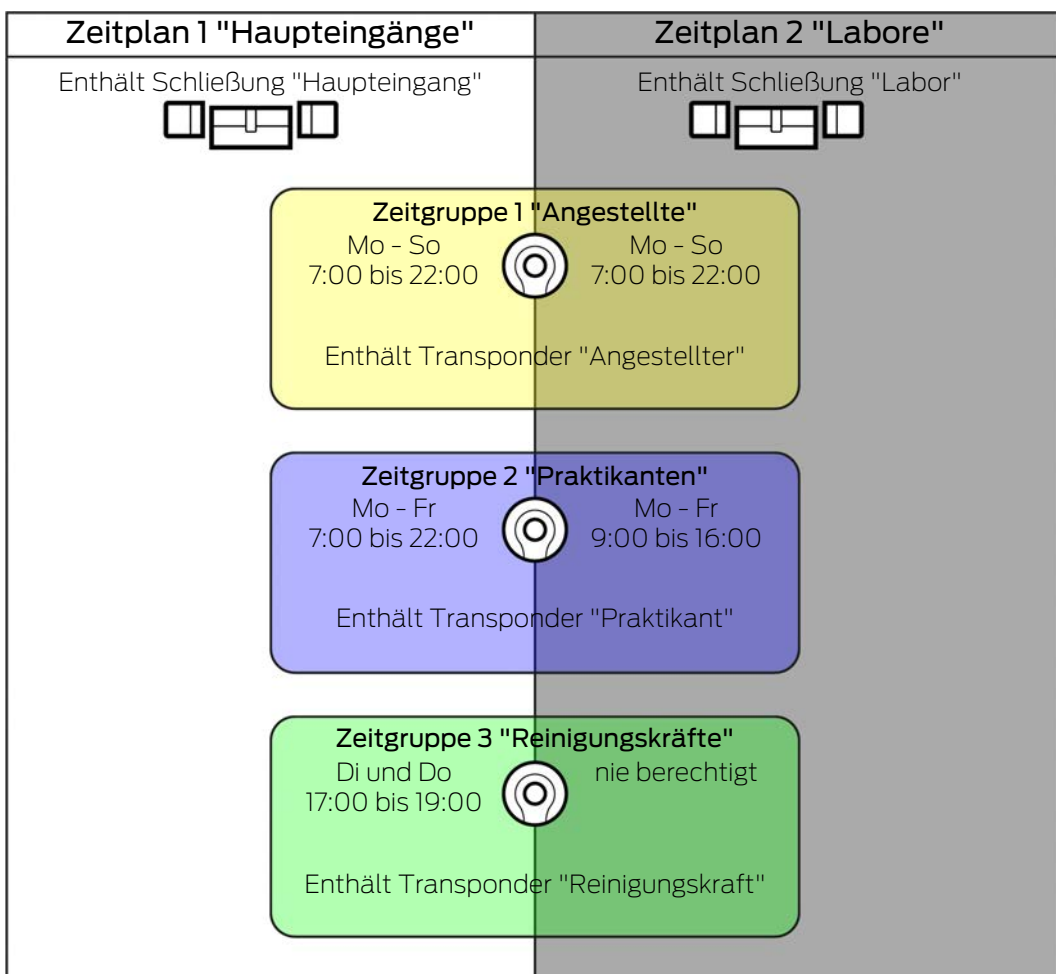 Zeitplan 1 "Haupteingänge"
Zeitplan 2 "Labore"
Enthält Schließung "Haupteingang"
Enthält Schließung "Labor"
Zeitgruppe 1 "Angestellte"
Mo - So
7:00 bis 22:00
Mo - So
7:00 bis 22:00
Enthält Transponder "Angestellter"
Zeitgruppe 2 "Praktikanten"
Mo - Fr
7:00 bis 22:00
Mo - Fr
9:00 bis 16:00
Enthält Transponder "Praktikant"
Zeitgruppe 3 "Reinigungskräfte"
Di und Do
17:00 bis 19:00
nie berechtigt
Enthält Transponder "Reinigungskraft"